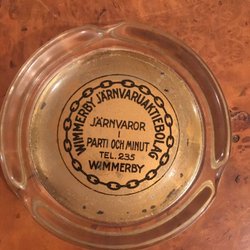 WIMMERBY JÄRNVARUAKTIEBOLAG
JÄRNVAROR
I
PARTI OCH MINUT
TEL. 235
WIMMERBY